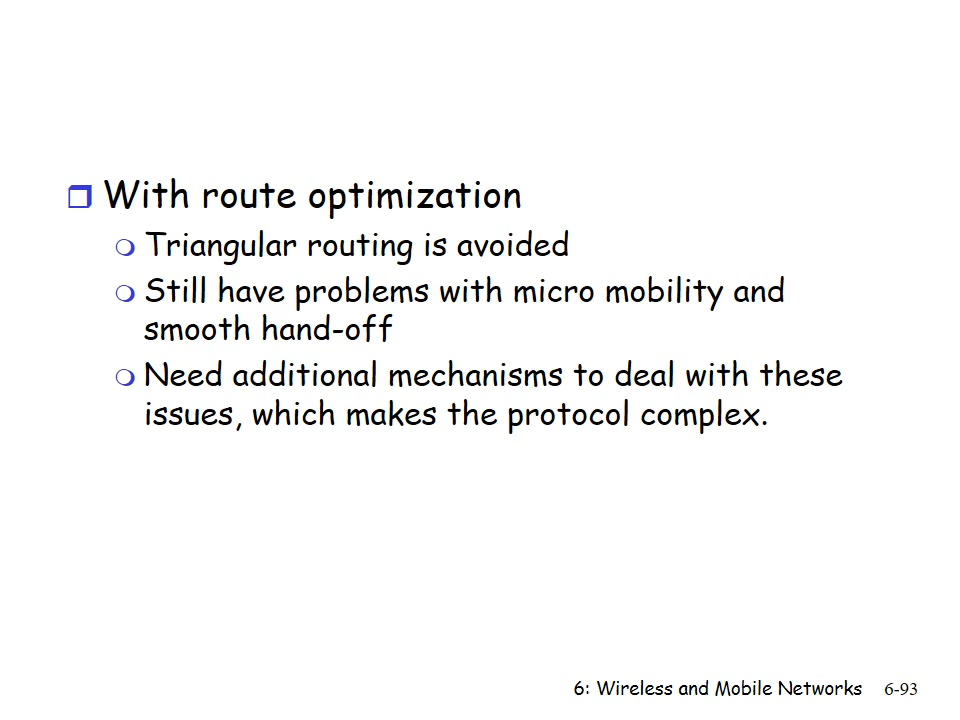 With route optimization
Triangular routing is avoided
Still have problems with micro mobility and
smooth hand-off
Need additional mechanisms to deal with these
issues, which makes the protocol complex.
6: Wireless and Mobile Networks 6-93